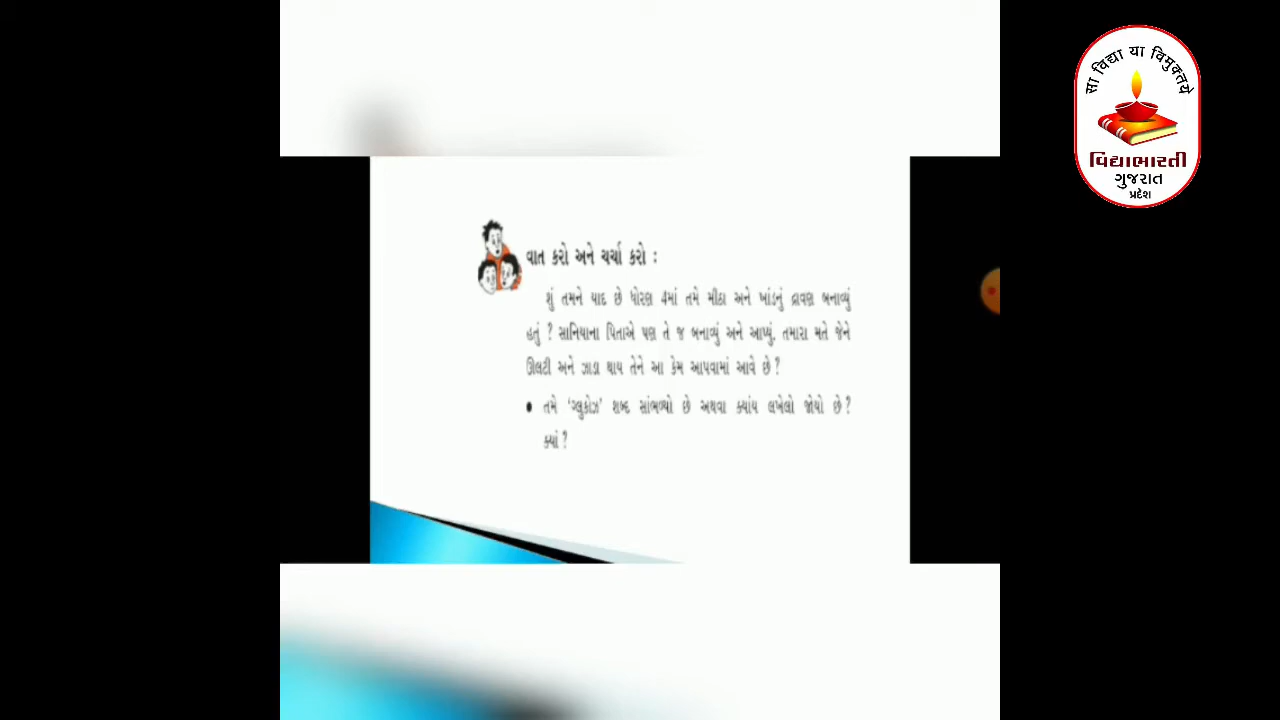 सा विद्या या विमुक्तये
વિદ્યાભારતી
ગુજરાત
પ્રદેશ
વાત કરો અને ચર્ચા કરો :
શું તમને યાદ છે ધોરણ 4માં તમે મીઠા અને ખાંડનું દ્રાવણ બનાવ્યું
હતું ? સાનિયાના પિતાએ પણ તે જ બનાવ્યું અને આપ્યું. તમારા મતે જેને
ઊલટી અને ઝાડા થાય તેને આ કેમ આપવામાં આવે છે ?
• તમે ‘ગ્લુકોઝ’ શબ્દ સાંભળ્યો છે અથવા ક્યાંય લખેલો જોયો છે ?
ક્યાં ?